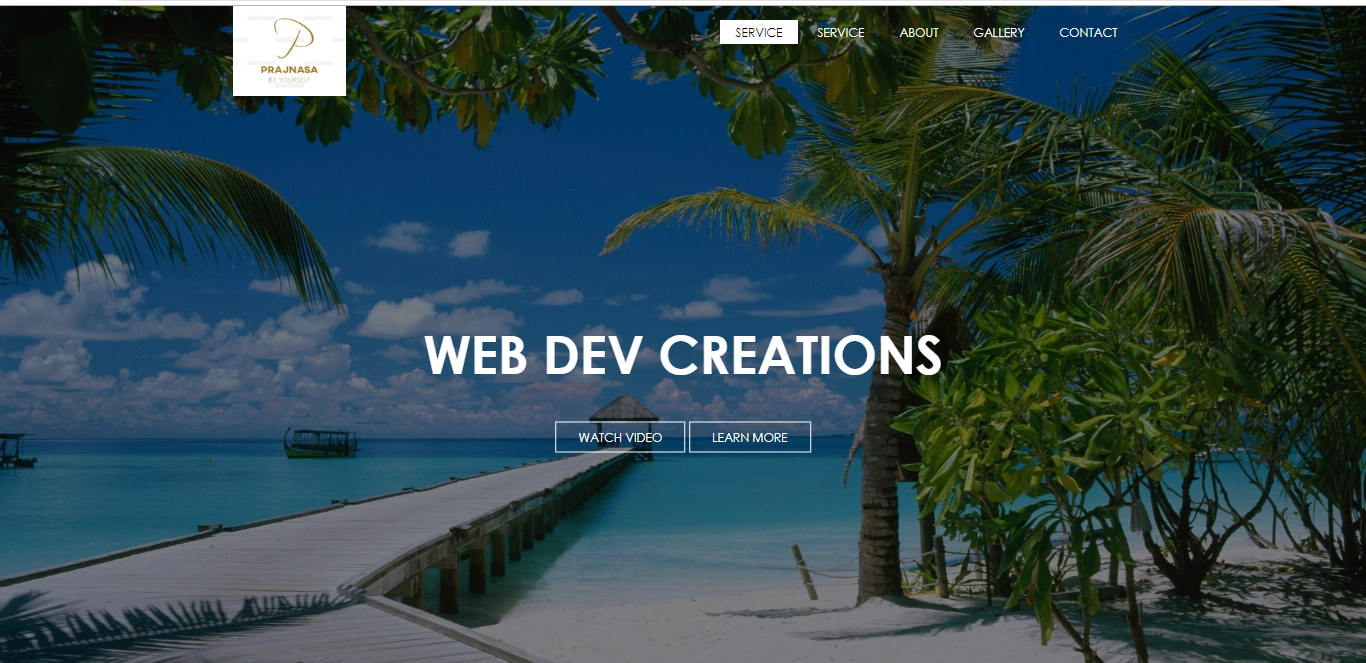 PRAJNASA
BE YOURSELF
SERVICE SERVICE ABOUT GALLERY CONTACT
WEB DEV CREATIONS
WATCH VIDEO LEARN MORE